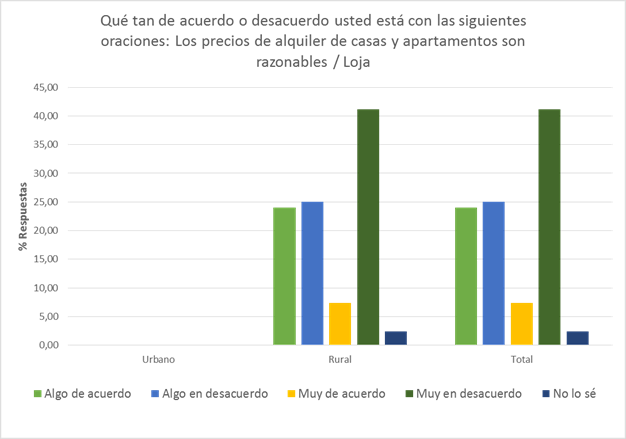 Qué tan de acuerdo o desacuerdo usted está con las siguientes
oraciones: Los precios de alquiler de casas y apartamentos son
razonables / Loja
45,00
40,00
35,00
30,00
25,00
20,00
15,00
10,00
5,00
0,00
% Respuestas
Urbano Rural Total
Algo de acuerdo Algo en desacuerdo Muy de acuerdo Muy en desacuerdo No lo sé